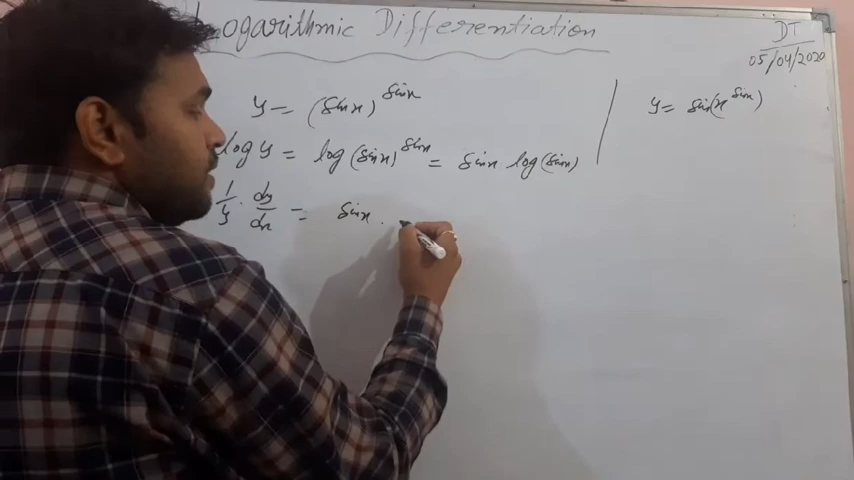 Logarithmic Differentiation
DT
05/04/2020
y = (sinx)^sinx
y = sin(x^sinx)
log y = log(sinx)^sinx = sinx. log(sinx)
1/y . dy/dx = sinx .